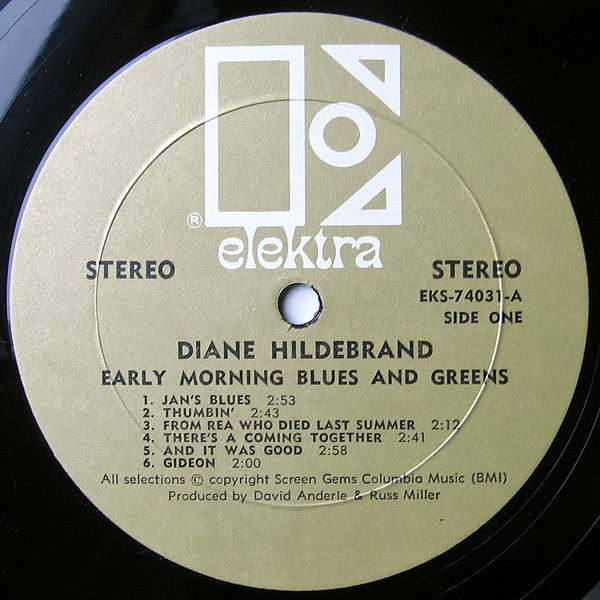 ®
elektra
STEREO
STEREO
EKS-74031-A
SIDE ONE
DIANE HILDEBRAND
EARLY MORNING BLUES AND GREENS
1. JAN'S BLUES 2:53
2. THUMBIN' 2:43
3. FROM REA WHO DIED LAST SUMMER 2:12
4. THERE'S A COMING TOGETHER 2:41
5. AND IT WAS GOOD 2:58
6. GIDEON 2:00
All selections © copyright Screen Gems Columbia Music (BMI)
Produced by David Anderle & Russ Miller